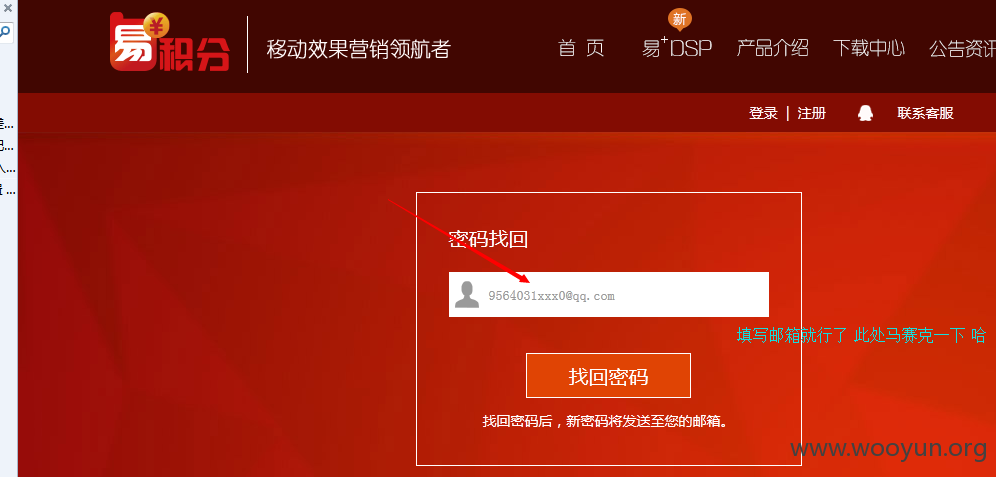 易积分
¥
移动效果营销领航者
首 页
新
易+DSP
产品介绍
下载中心
公告资讯
登录 | 注册
联系客服
密码找回
9564031xxx0@qq.com
填写邮箱就行了 此处马赛克一下 哈
找回密码
找回密码后，新密码将发送至您的邮箱。
www.wooyun.org